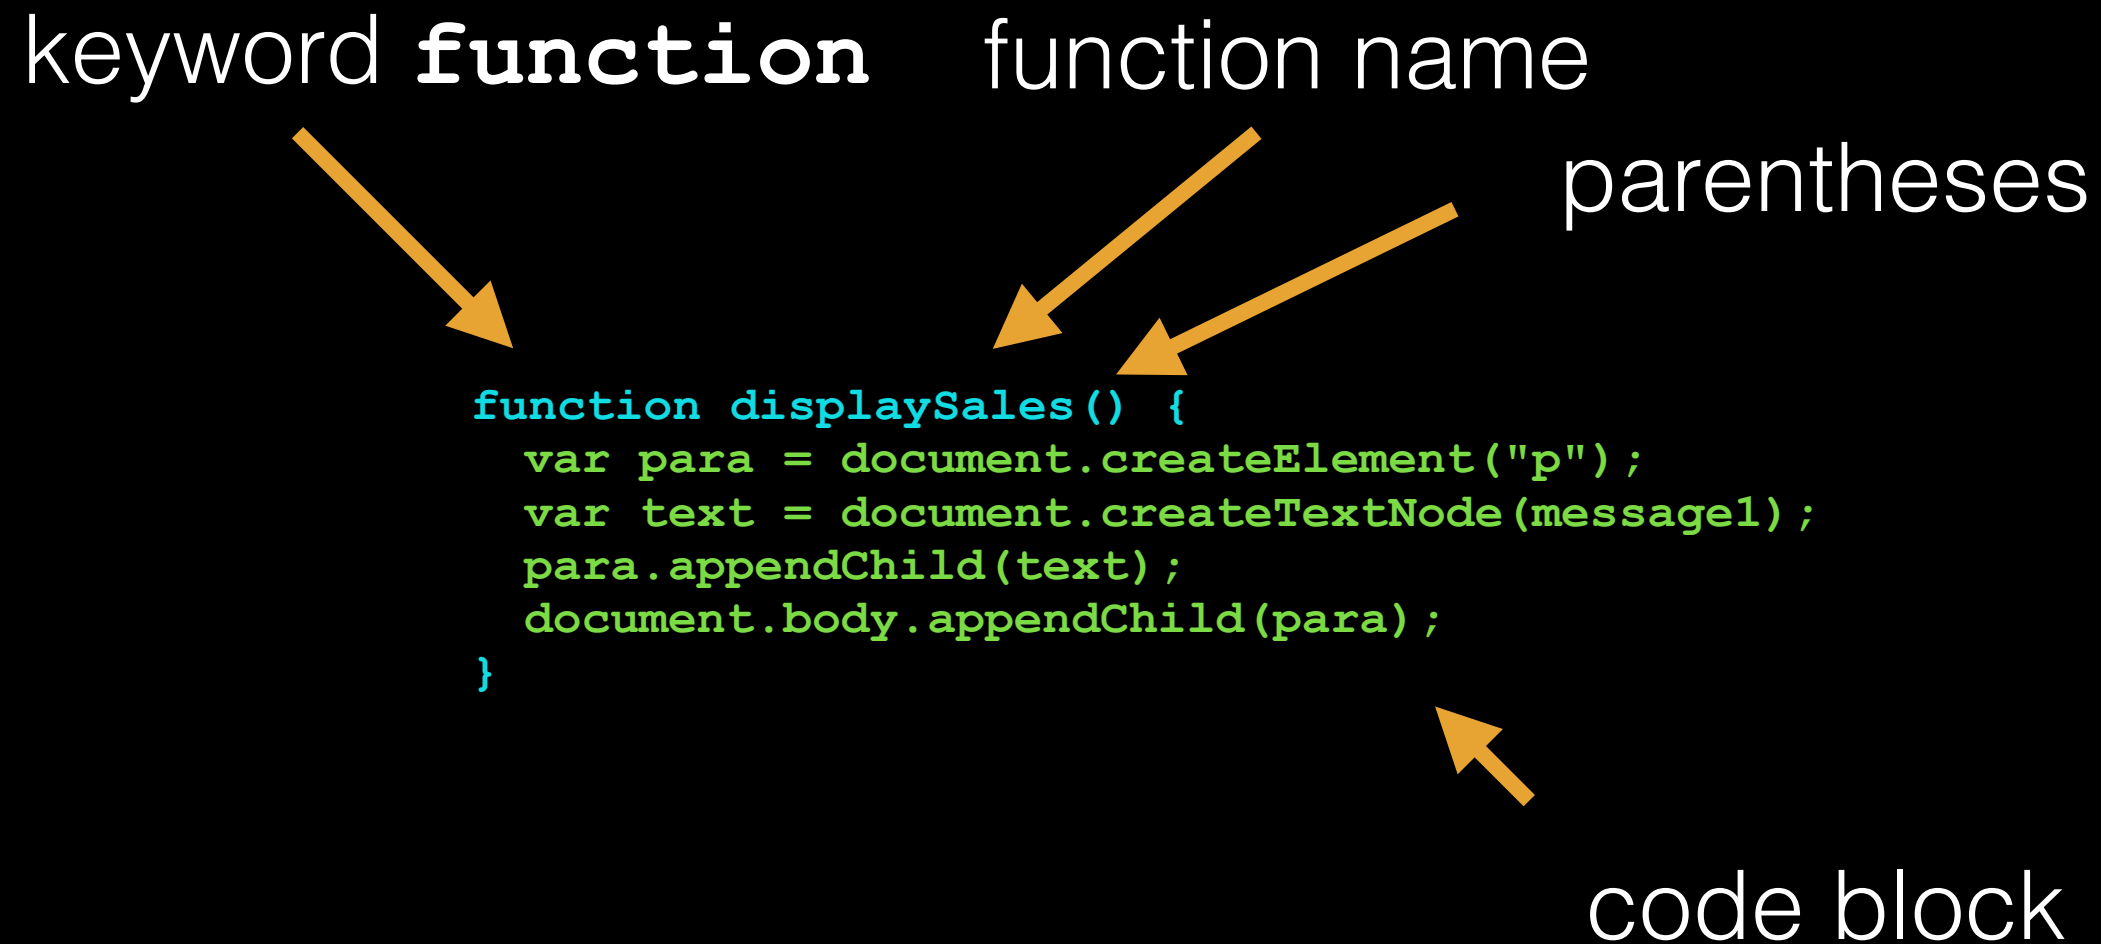 keyword function function name
parentheses
function displaySales() {
  var para = document.createElement("p");
  var text = document.createTextNode(message1);
  para.appendChild(text);
  document.body.appendChild(para);
}
code block